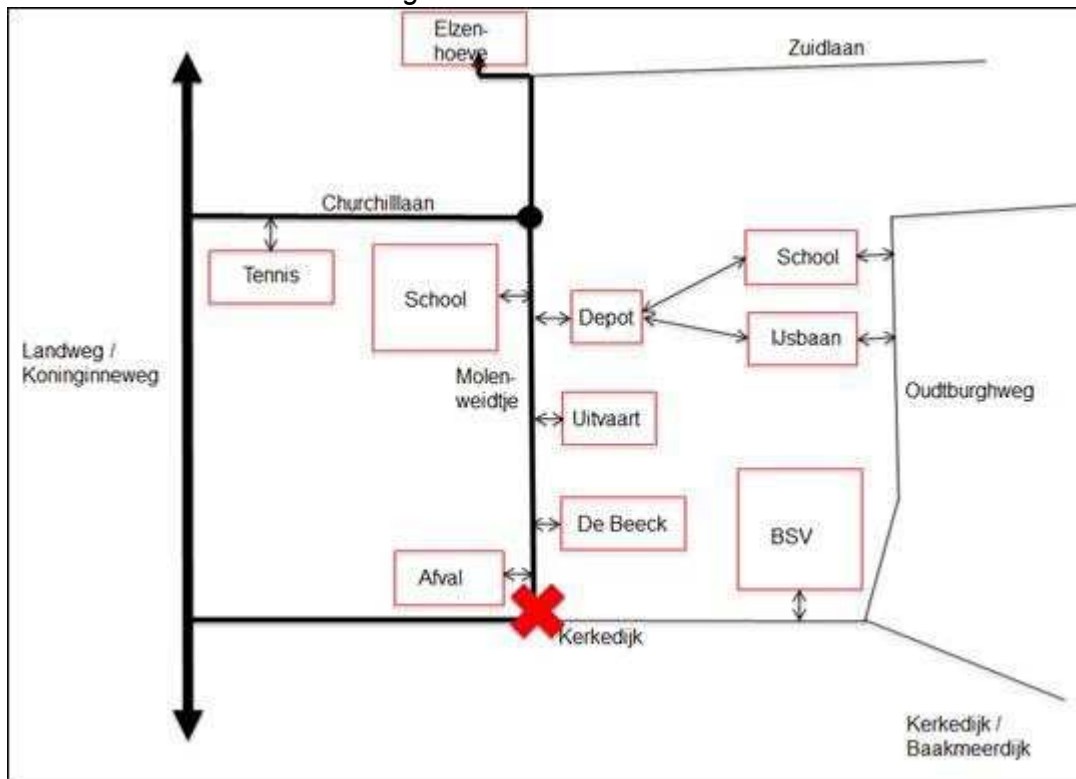 Elzen-
hoeve
Zuidlaan
Churchilllaan
Tennis
School
School
Depot
IJsbaan
Landweg /
Koninginneweg
Molen-
weidtje
Oudtburghweg
Uitvaart
De Beeck
BSV
Afval
Kerkedijk
Kerkedijk /
Baakmeerdijk